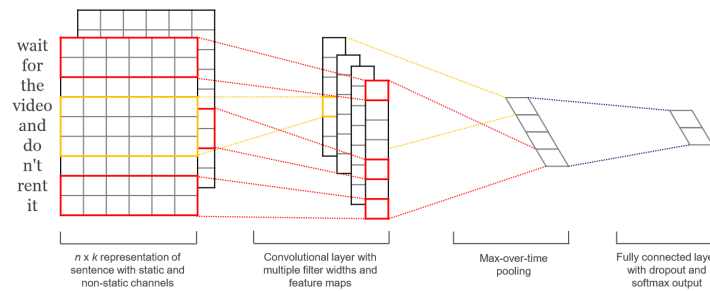 wait
for
the
video
and
do
n't
rent
it
n x k representation of
sentence with static and
non-static channels
Convolutional layer with
multiple filter widths and
feature maps
Max-over-time
pooling
Fully connected laye
with dropout and
softmax output